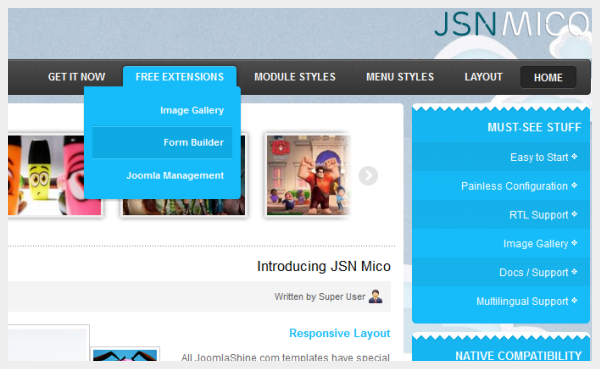 JSN MICO
GET IT NOW FREE EXTENSIONS MODULE STYLES MENU STYLES LAYOUT HOME
Image Gallery
Form Builder
Joomla Management
MUST-SEE STUFF
Easy to Start
Painless Configuration
RTL Support
Image Gallery
Docs / Support
Multilingual Support
Introducing JSN Mico
Written by Super User
Responsive Layout
All JoomlaShine.com templates have special
NATIVE COMPATIBILITY